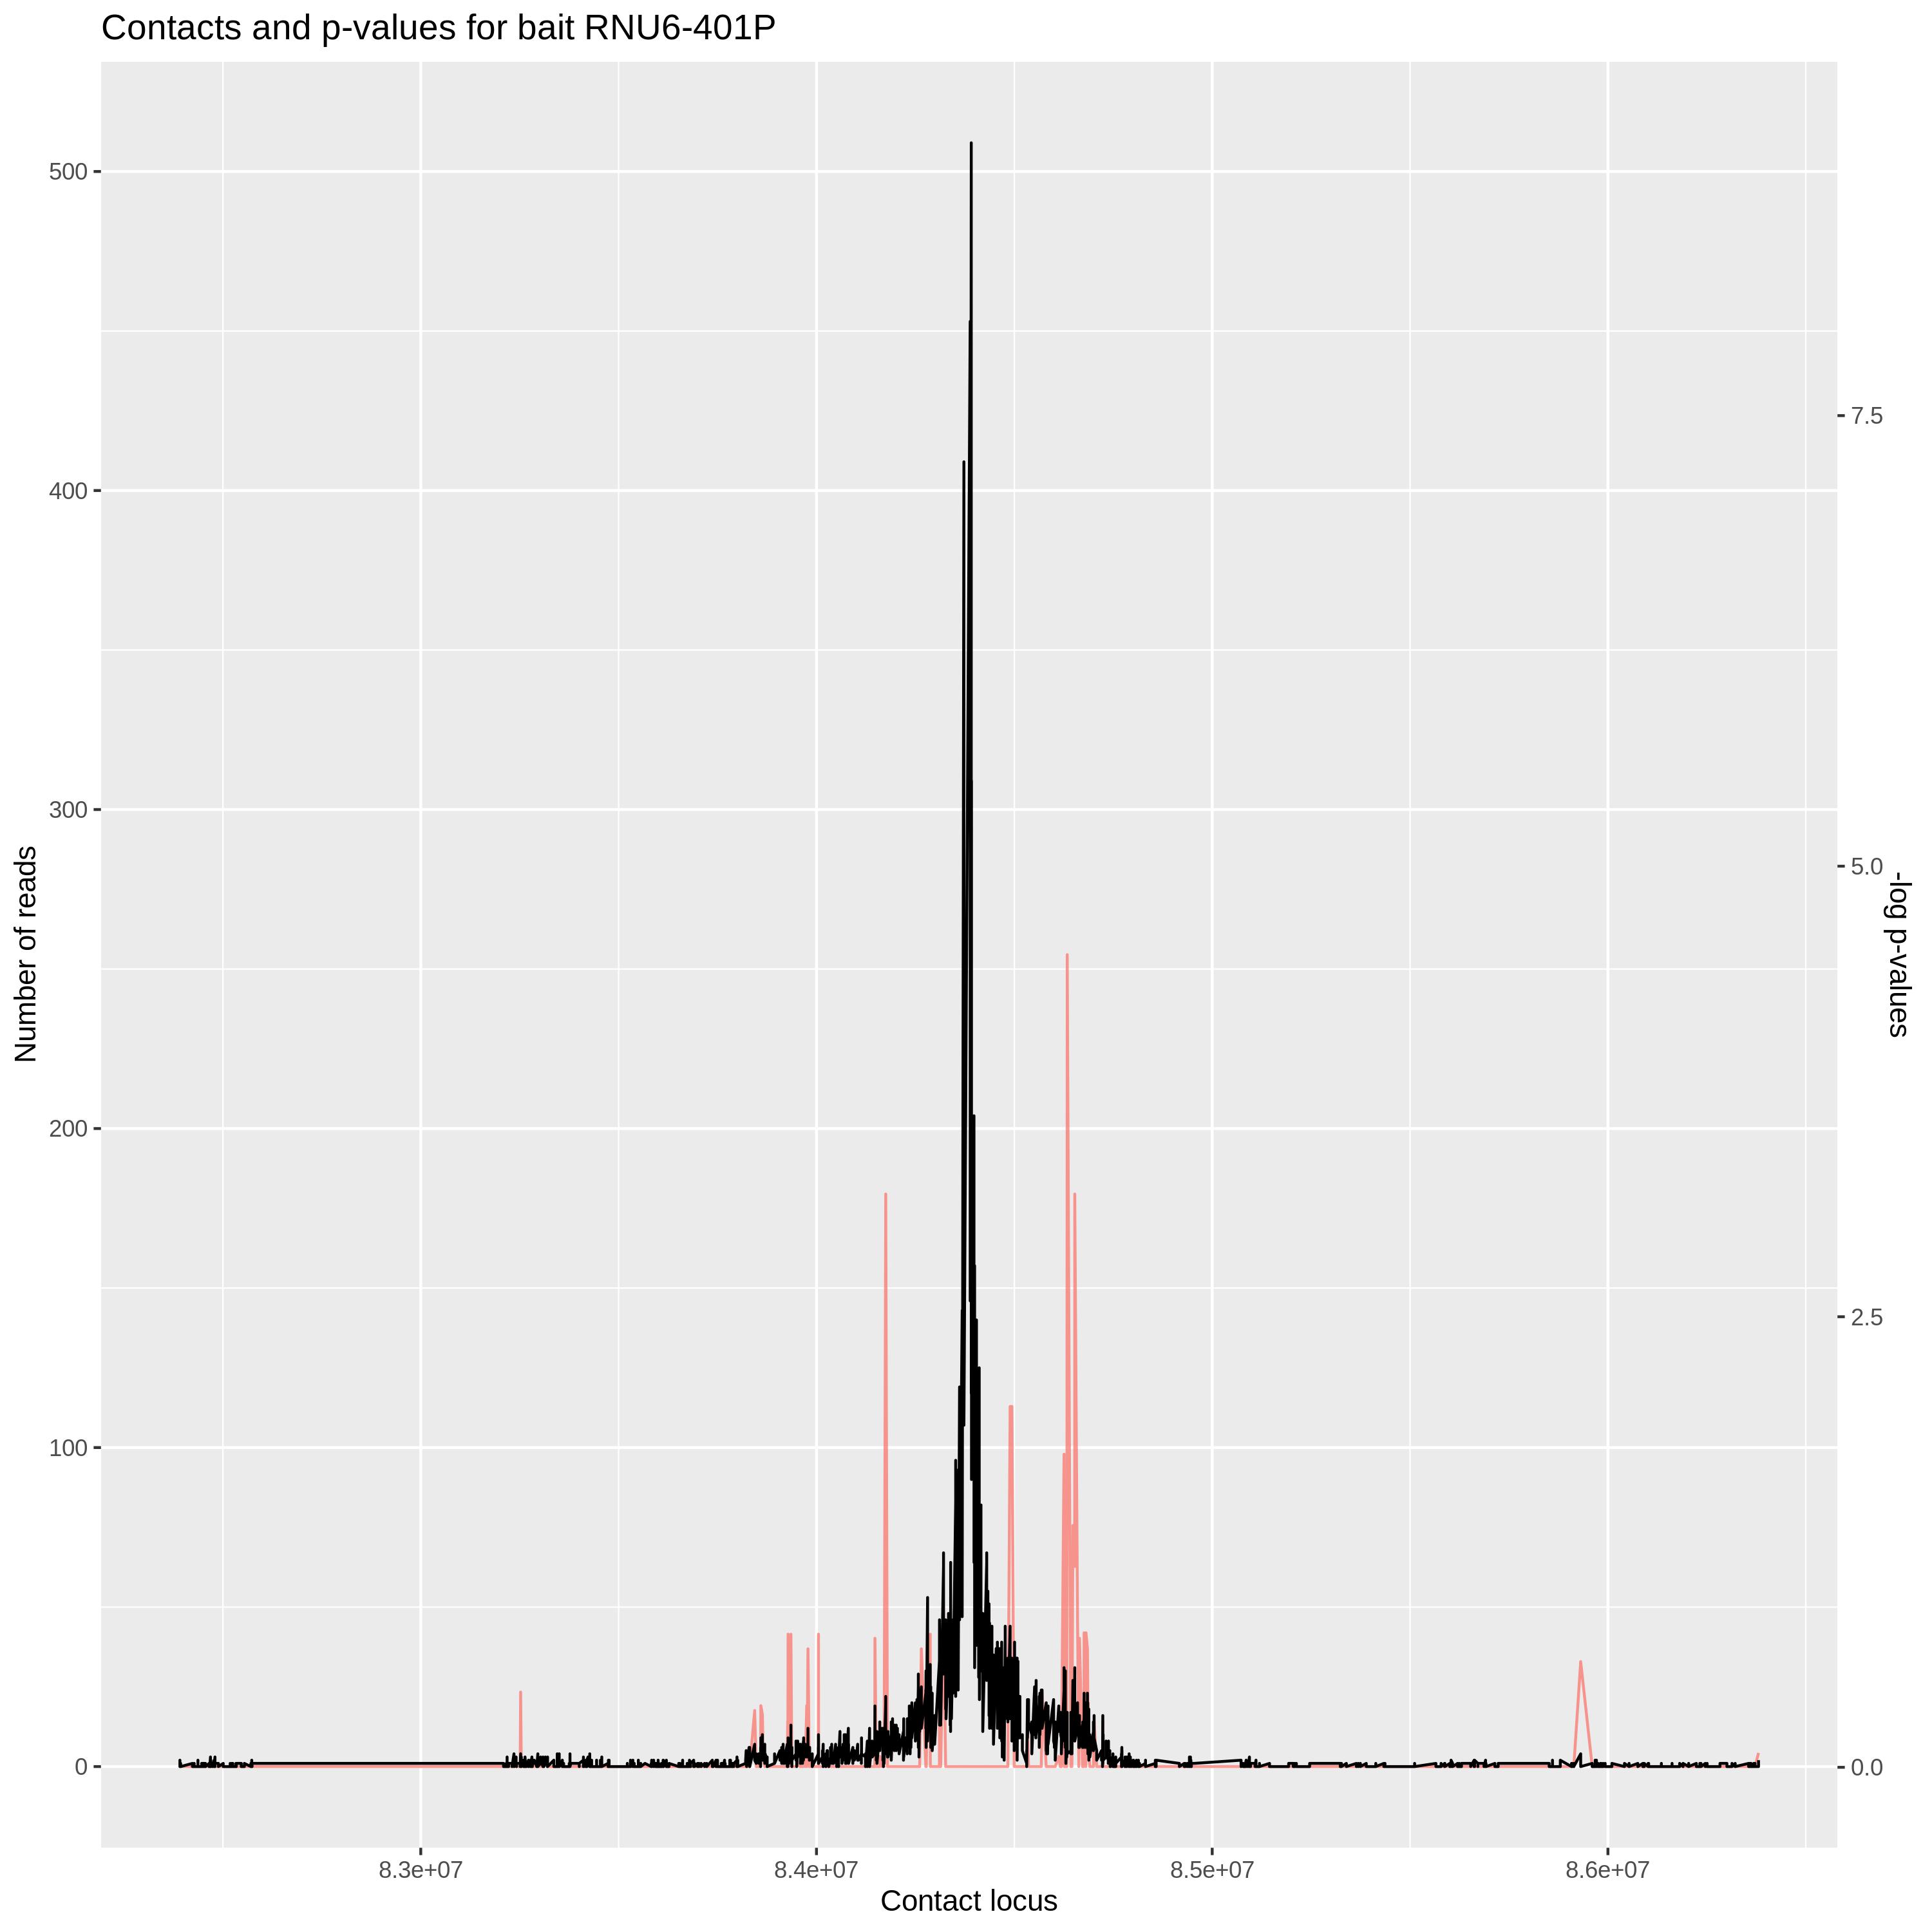 Contacts and p-values for bait RNU6-401P
Number of reads
500
400
300
200
100
0
7.5
5.0
2.5
0.0
-log p-values
8.3e+07
8.4e+07
8.5e+07
8.6e+07
Contact locus